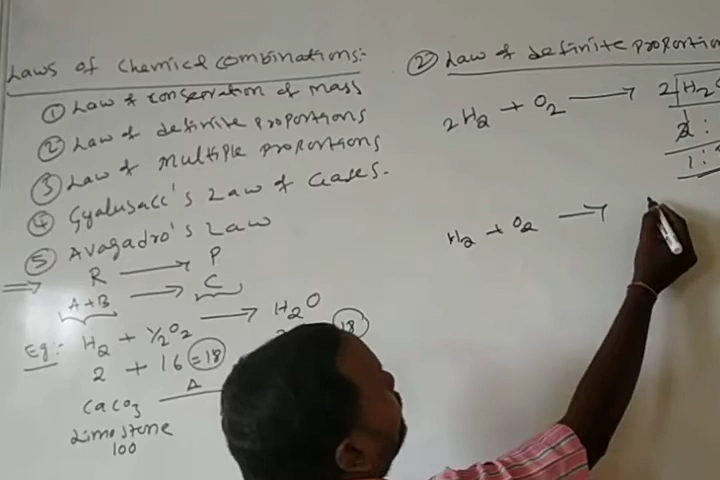 Laws of chemical combinations:-
① Law of conservation of mass
② Law of definite proportions
③ Law of multiple proportions
④ Gyalusacc's Law of Gases.
⑤ Avagadro's Law
⇒ R → P
A+B → C
Eg:- H₂ + ½O₂ → H₂O
2 + 16 = 18
18
CaCO₃ Δ
Limestone
100
② Law of definite proportion
2H₂ + O₂ → 2H₂
1:
H₂ + O₂ →